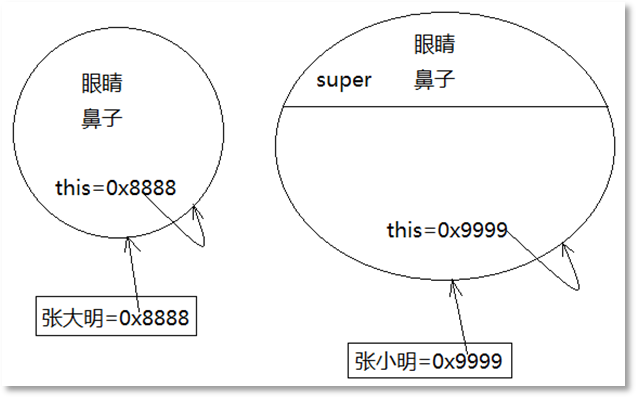 眼睛
鼻子
this=0x8888
张大明=0x8888
眼睛
super 鼻子
this=0x9999
张小明=0x9999